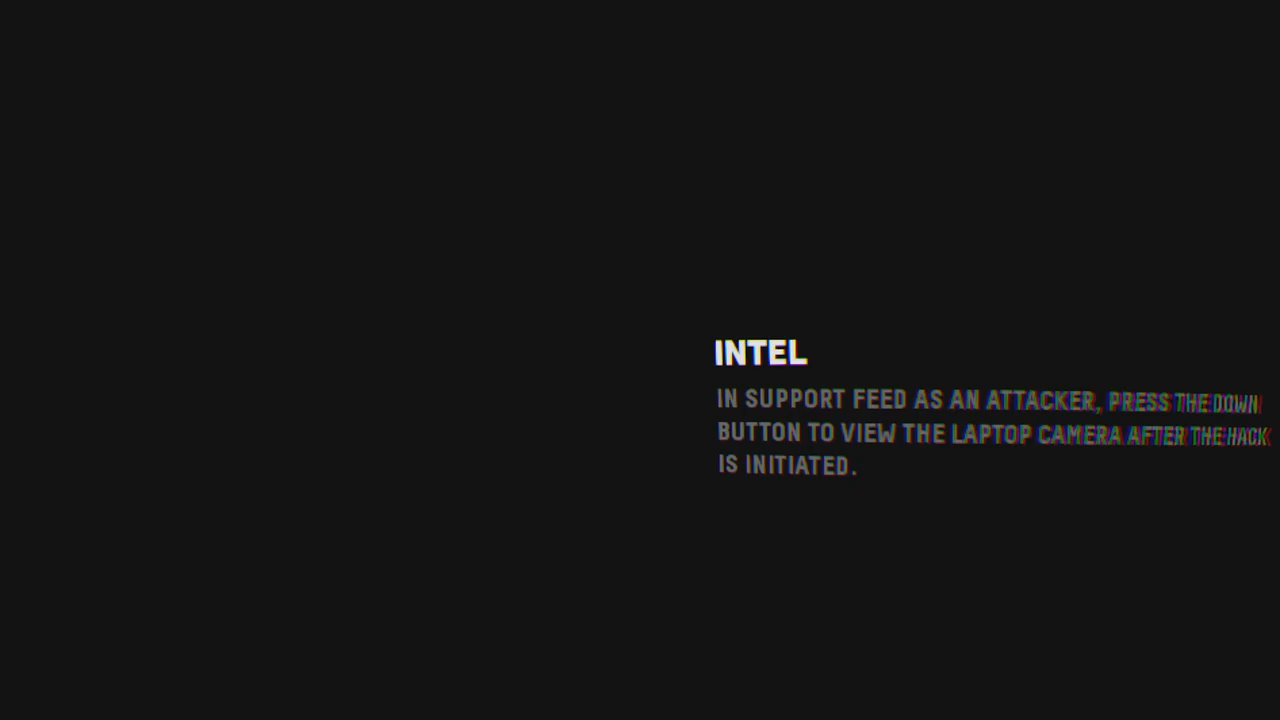 INTEL
IN SUPPORT FEED AS AN ATTACKER, PRESS THE DOWN
BUTTON TO VIEW THE LAPTOP CAMERA AFTER THE HACK
IS INITIATED.